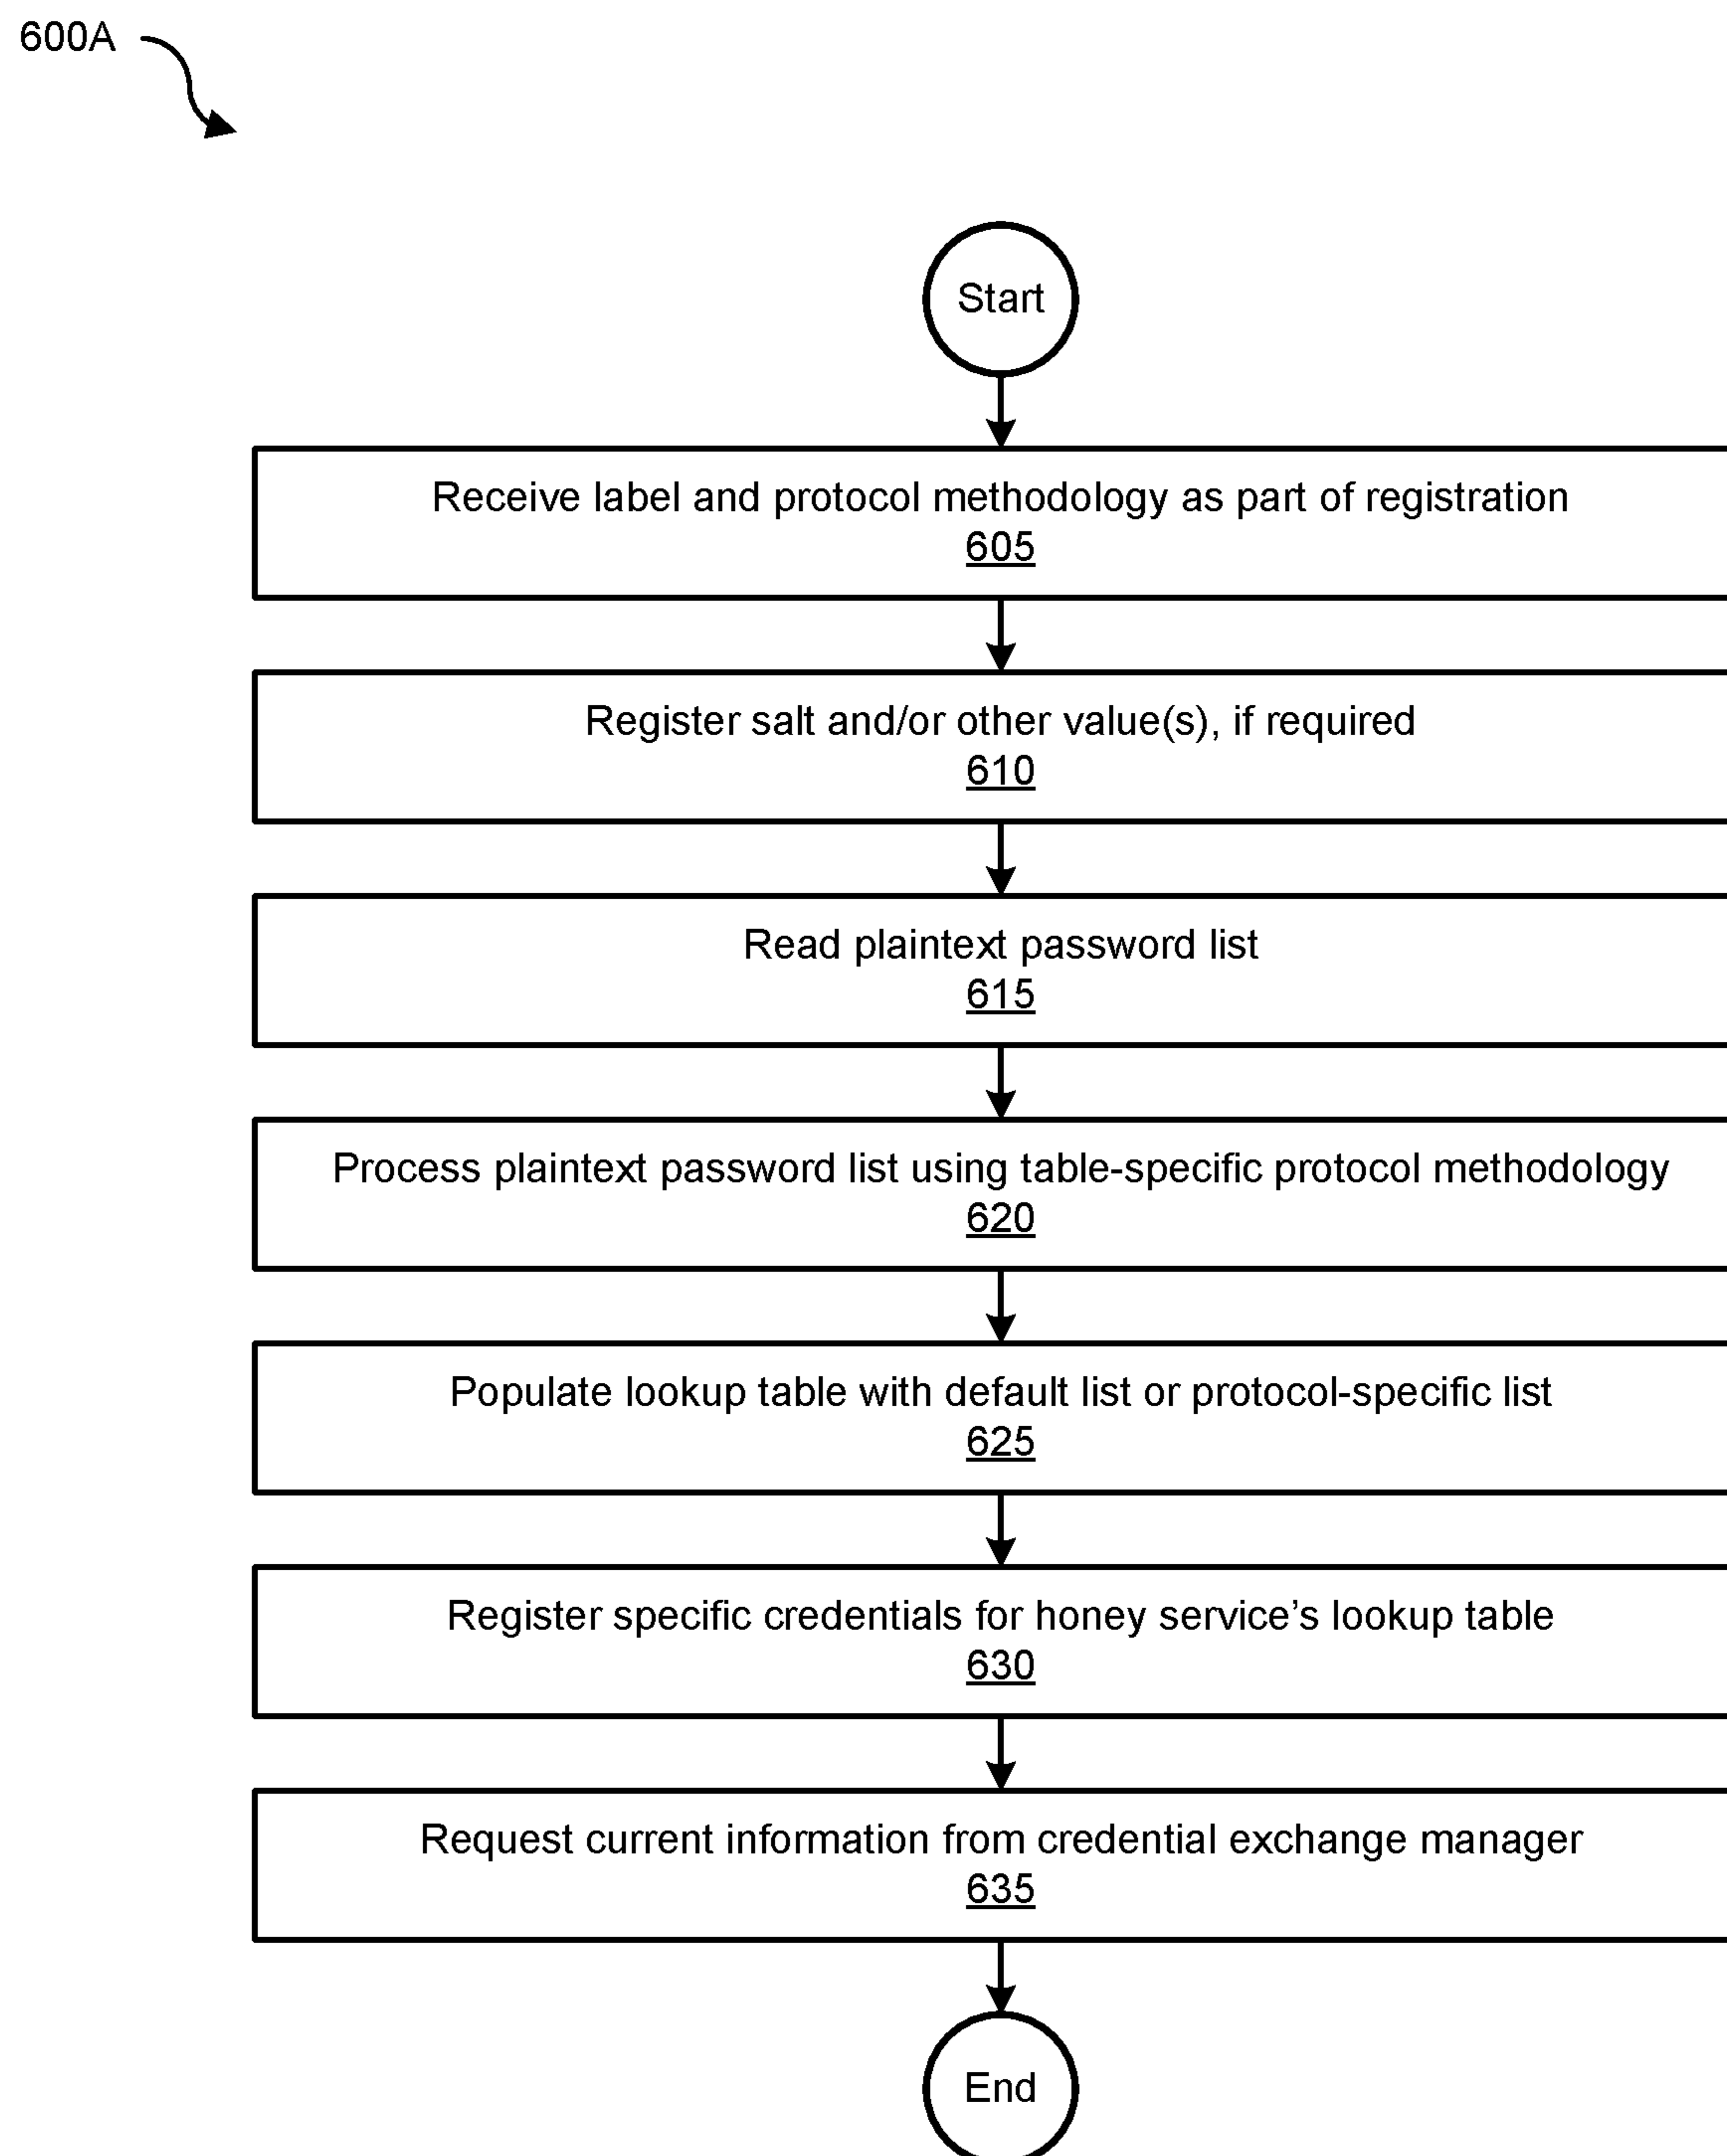 600A
Start
Receive label and protocol methodology as part of registration
605
Register salt and/or other value(s), if required
610
Read plaintext password list
615
Process plaintext password list using table-specific protocol methodology
620
Populate lookup table with default list or protocol-specific list
625
Register specific credentials for honey service’s lookup table
630
Request current information from credential exchange manager
635
End